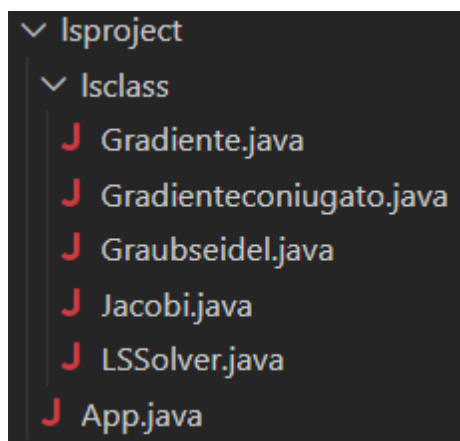 lsproject
lsclass
J Gradiente.java
J Gradienteconiugato.java
J Graubseidel.java
J Jacobi.java
J LSSolver.java
J App.java